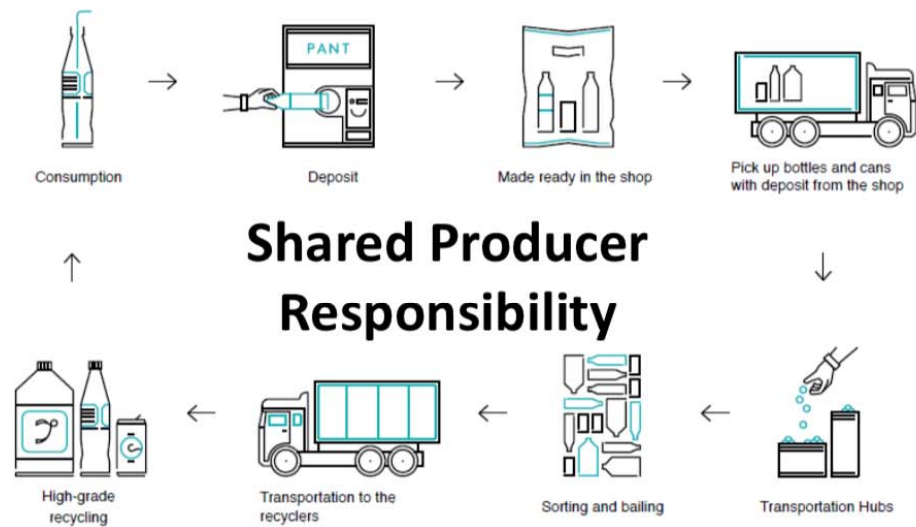 PANT
Consumption
Deposit
Made ready in the shop
Pick up bottles and cans
with deposit from the shop
Shared Producer
Responsibility
High-grade
recycling
Transportation to the
recyclers
Sorting and bailing
Transportation Hubs